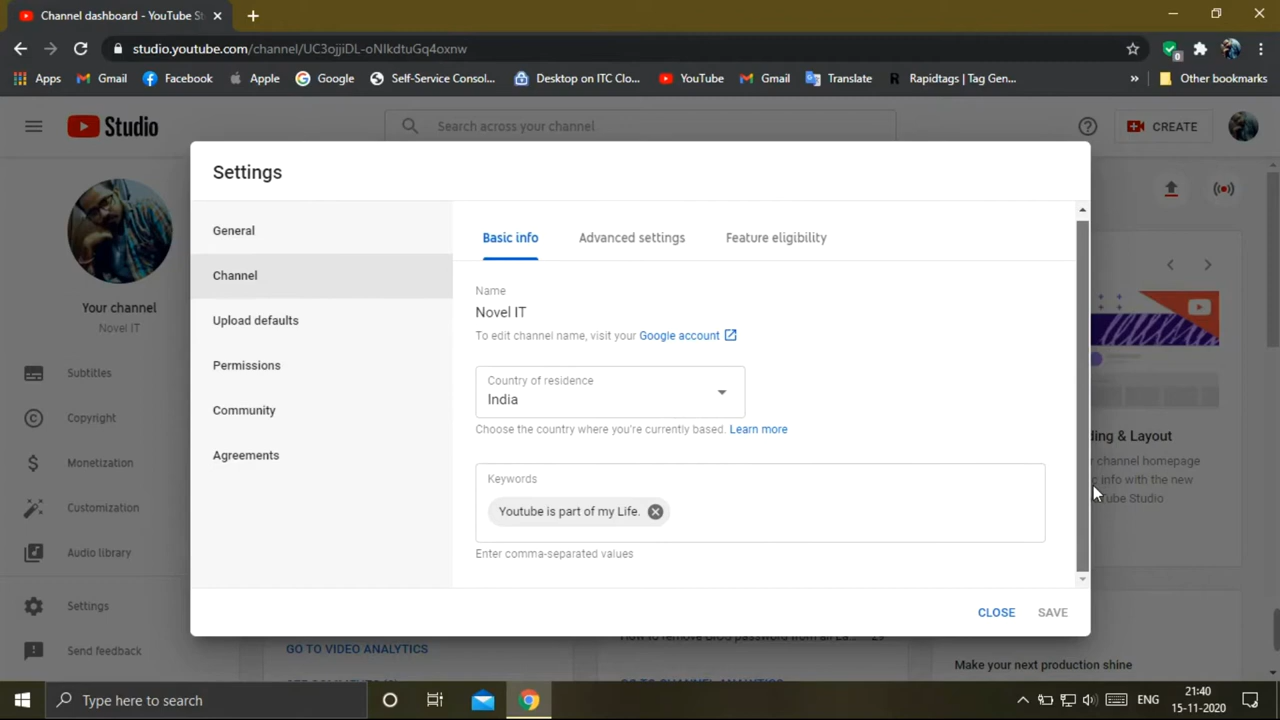 Channel dashboard - YouTube St
studio.youtube.com/channel/UC3ojjiDL-oNIkdtuGq4oxnw
0
Apps Gmail Facebook Apple Google Self-Service Consol... Desktop on ITC Clo... YouTube Gmail Translate Rapidtags | Tag Gen... » Other bookmarks
Studio
Search across your channel
CREATE
Settings
General
Channel
Upload defaults
Permissions
Community
Agreements
Basic info Advanced settings Feature eligibility
Name
Novel IT
To edit channel name, visit your Google account
Country of residence
India
Choose the country where you're currently based. Learn more
Keywords
Youtube is part of my Life.
Enter comma-separated values
CLOSE SAVE
Your channel
Novel IT
Subtitles
Copyright
Monetization
Customization
Audio library
Settings
Send feedback
GO TO VIDEO ANALYTICS
How to remove BIOS password from all La... 29
ding & Layout
r channel homepage
c info with the new
Tube Studio
Make your next production shine
Type here to search
ENG
21:40
15-11-2020